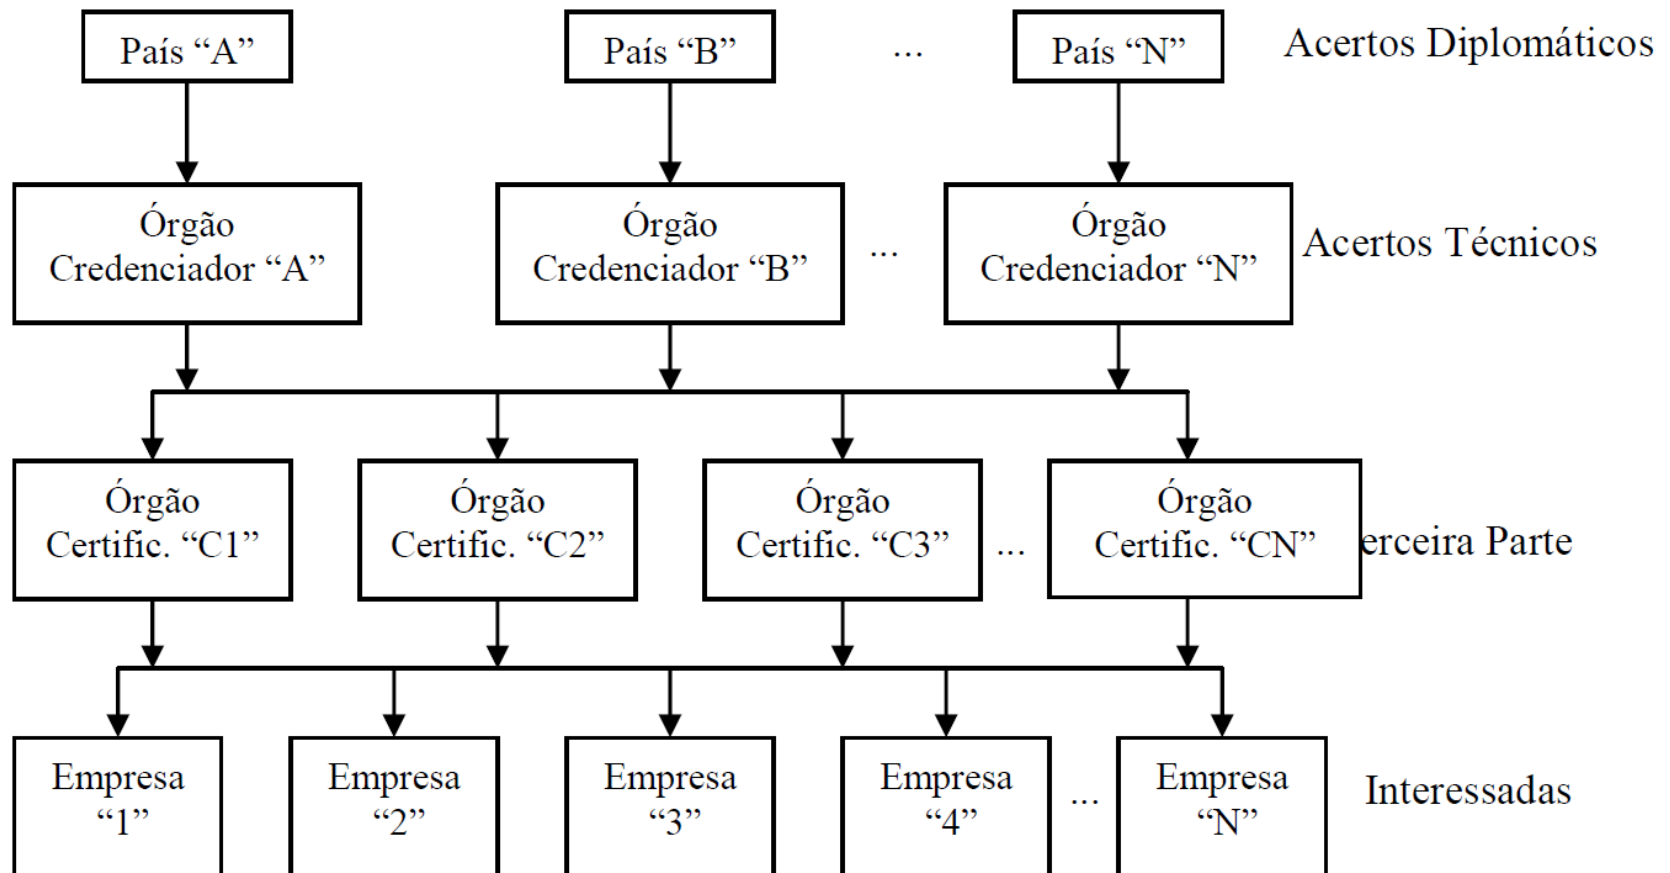 País “A”
País “B”
...
País “N”
Acertos Diplomáticos
Órgão
Credenciador “A”
Órgão
Credenciador “B”
...
Órgão
Credenciador “N”
Acertos Técnicos
Órgão
Certific. “C1”
Órgão
Certific. “C2”
Órgão
Certific. “C3”
...
Órgão
Certific. “CN”
erceira Parte
Empresa
“1”
Empresa
“2”
Empresa
“3”
Empresa
“4”
...
Empresa
“N”
Interessadas